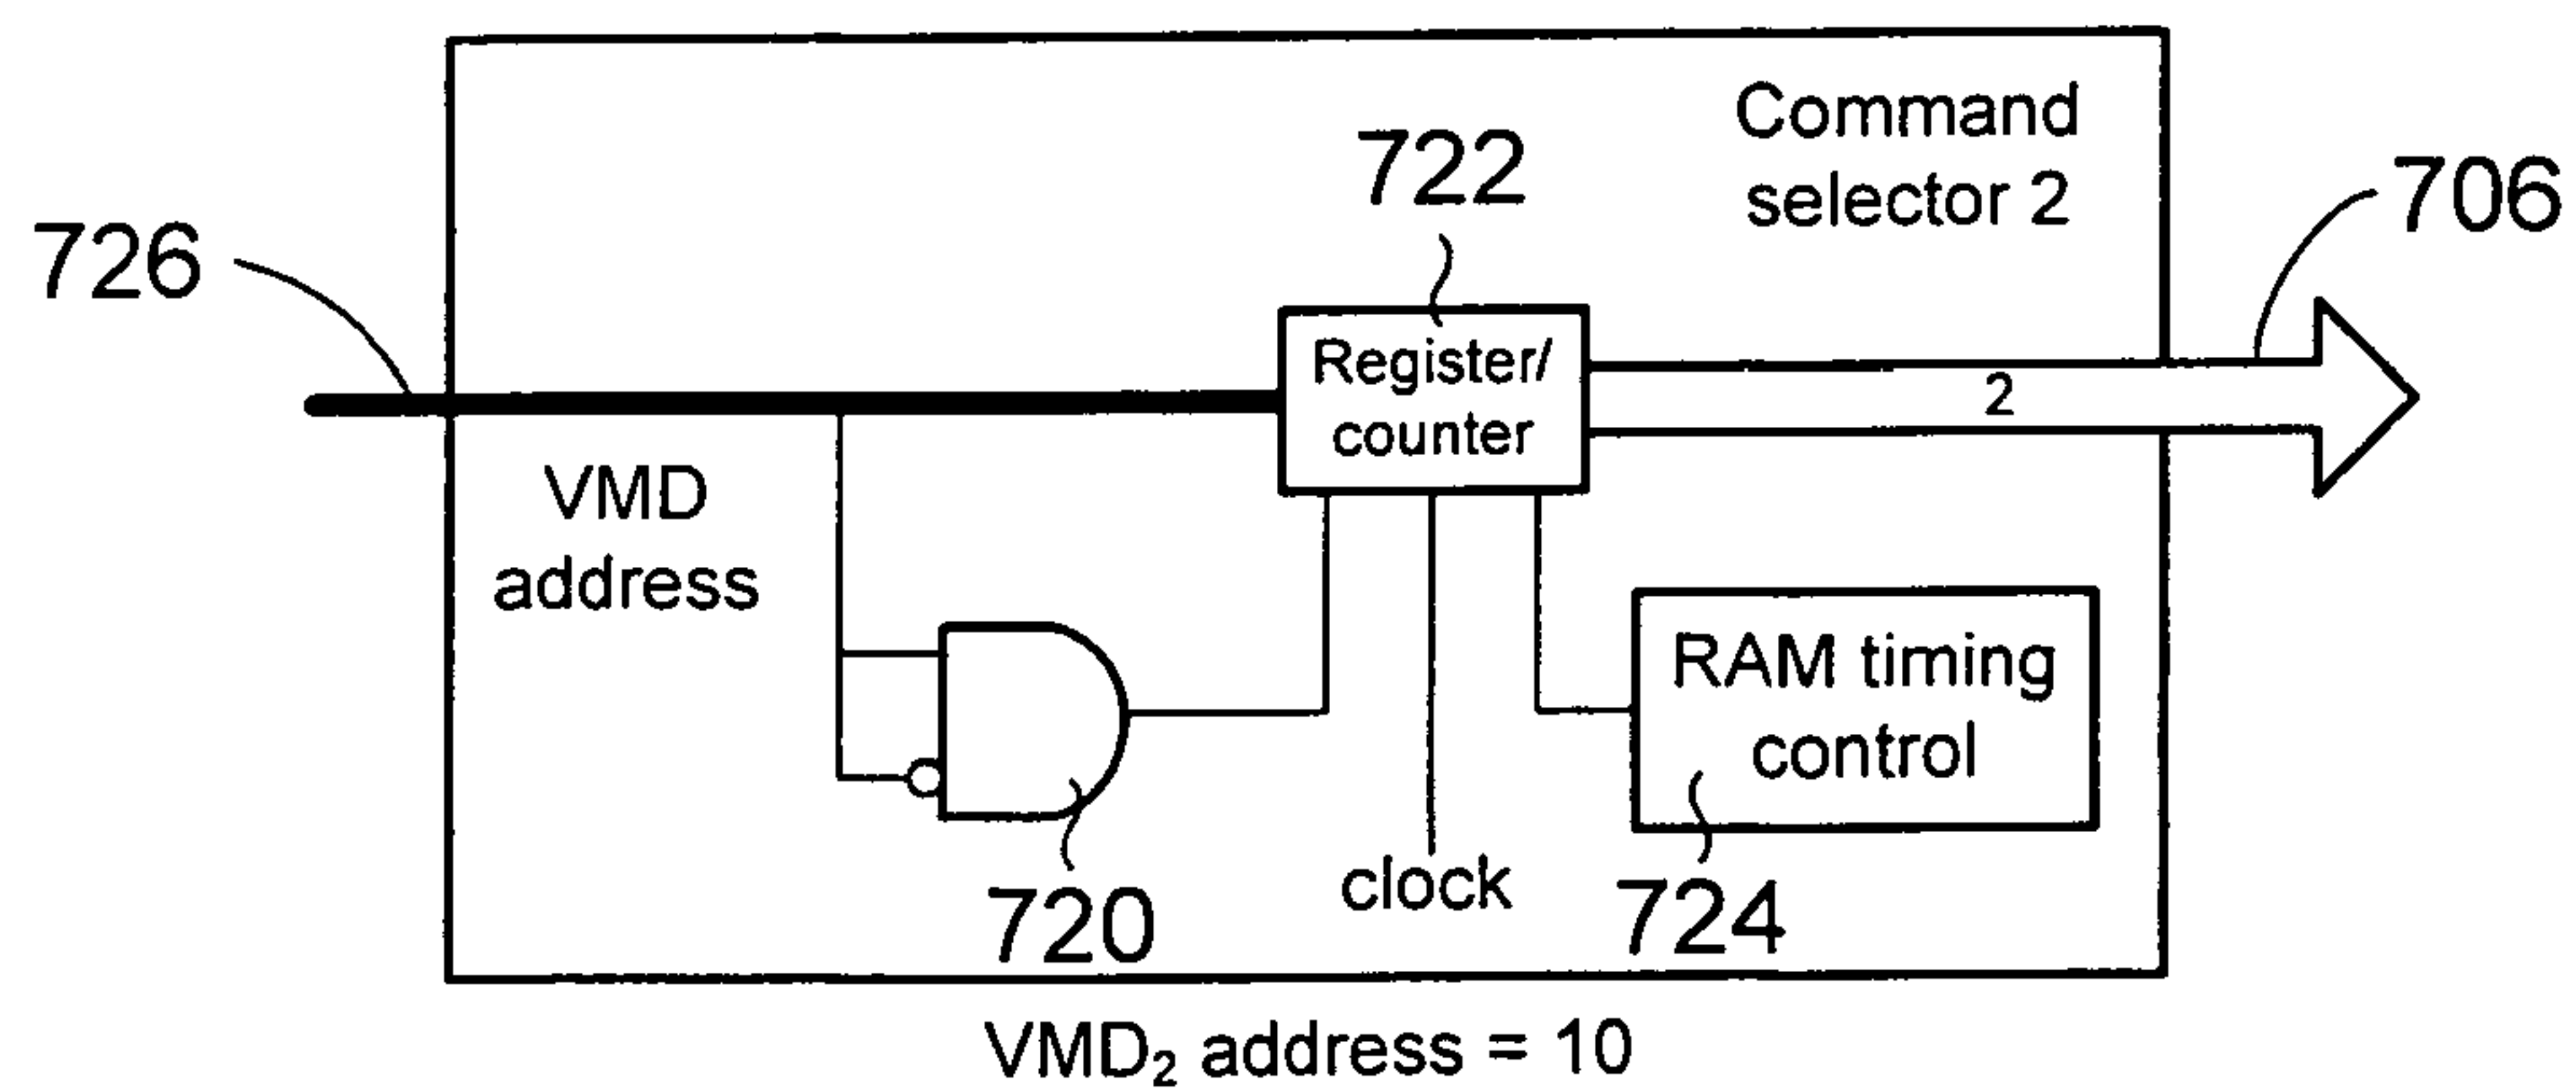 Command
selector 2
722
706
726
Register/
counter
2
VMD
address
RAM timing
control
clock
720
724
VMD₂ address = 10